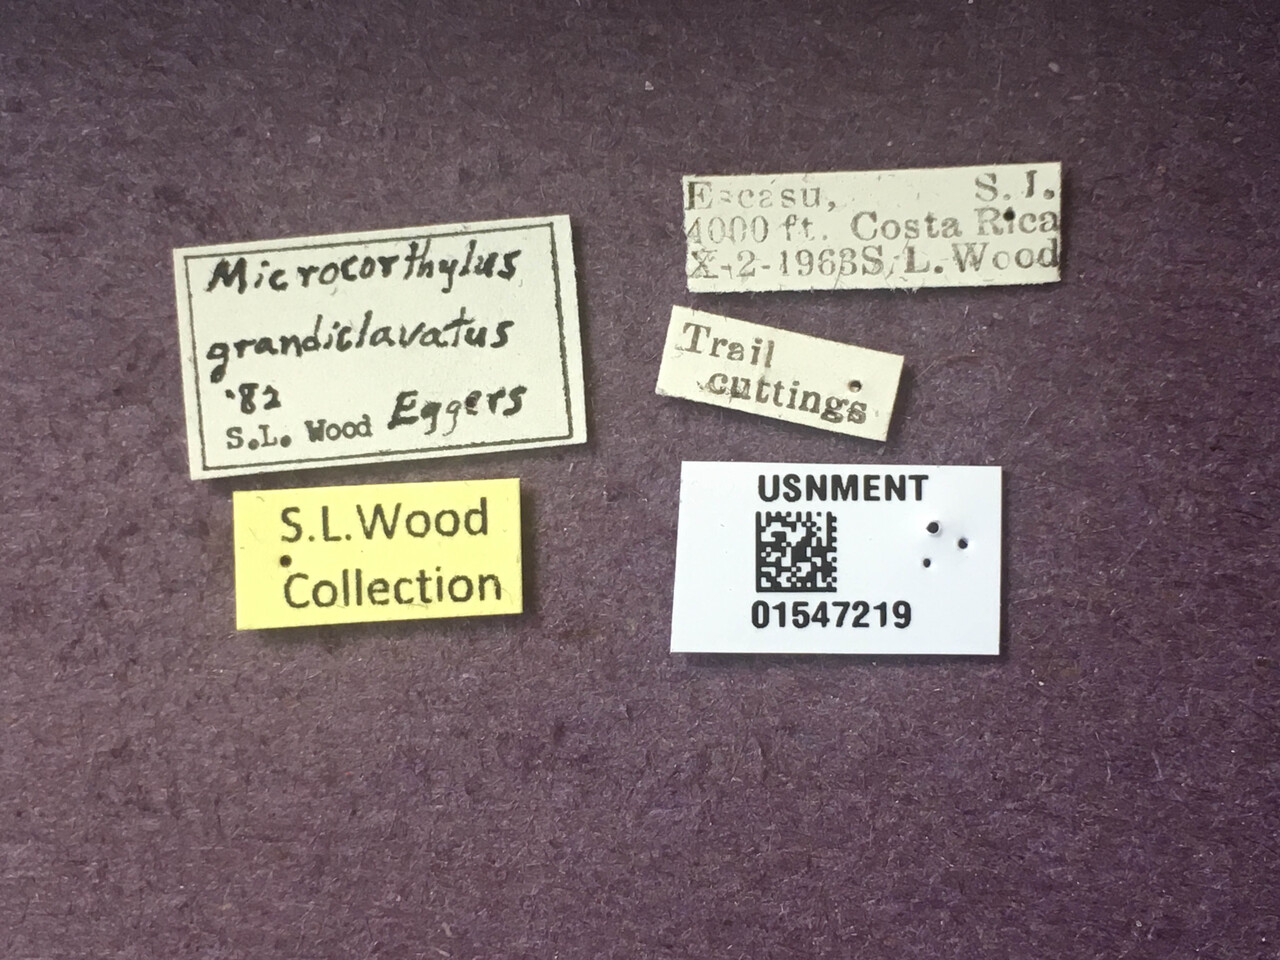 Microcorthylus
grandiclavatus
'82
S.L. Wood Eggers
S.L.Wood
Collection
Escasu, S. J.
4000 ft. Costa Rica
X-2-1963 S. L. Wood
Trail
cuttings
USNMENT
01547219